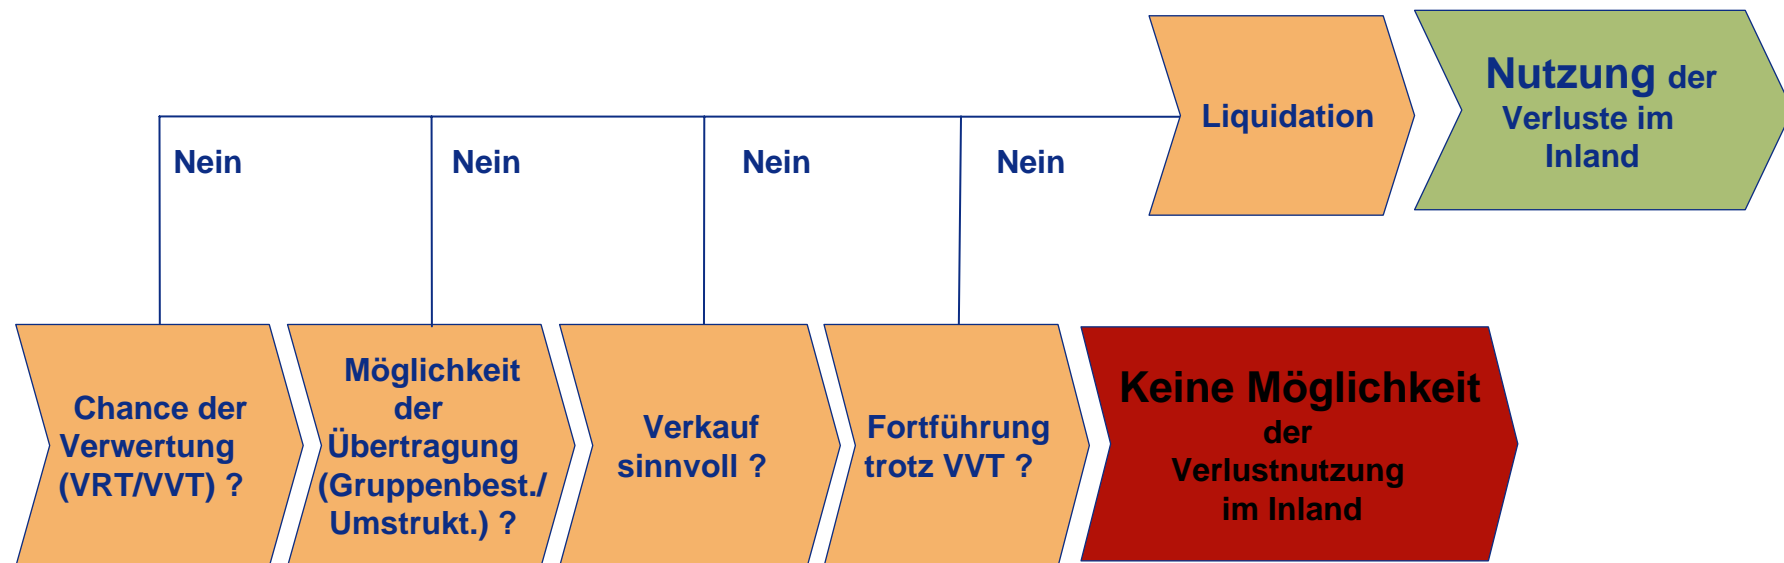 Nutzung der
Verluste im
Inland
Liquidation
Nein
Nein
Nein
Nein
Chance der
Verwertung
(VRT/VVT) ?
Möglichkeit
der
Übertragung
(Gruppenbest./
Umstrukt.) ?
Verkauf
sinnvoll ?
Fortführung
trotz VVT ?
Keine Möglichkeit
der
Verlustnutzung
im Inland